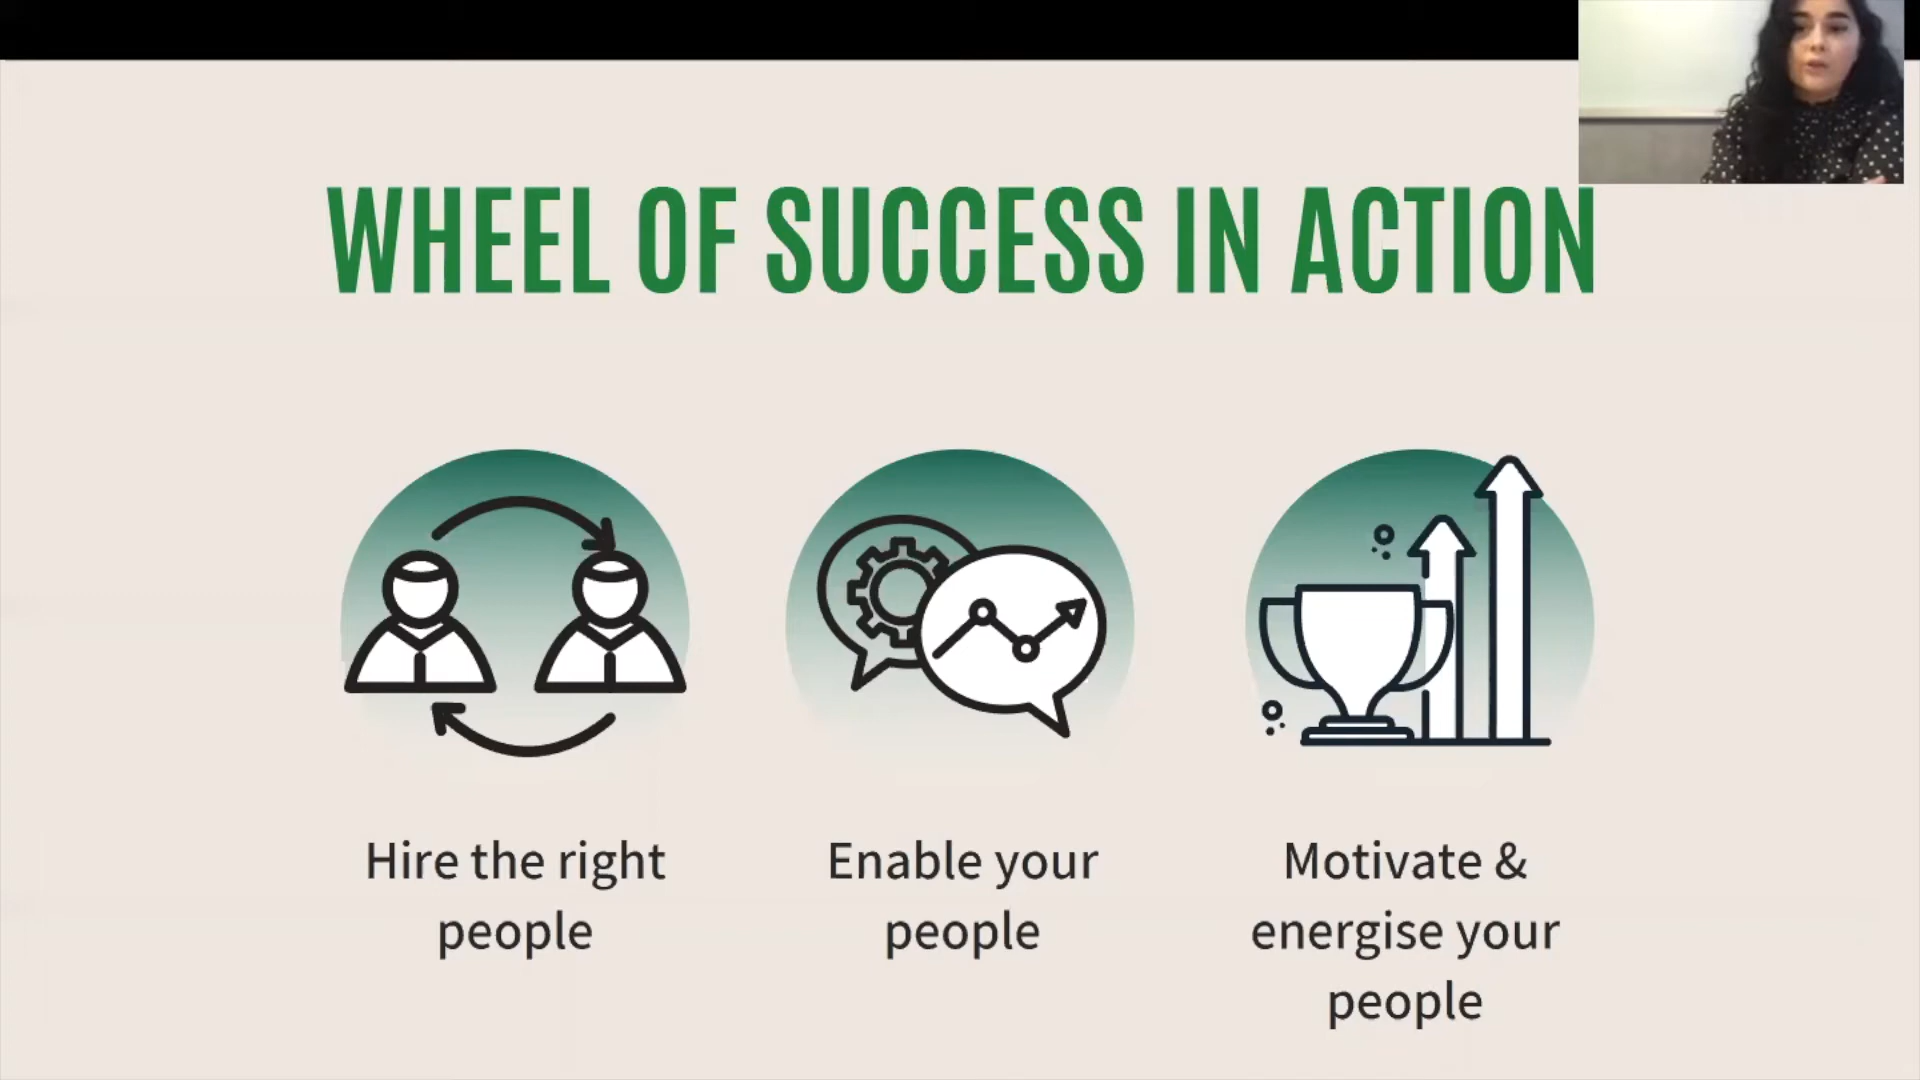 WHEEL OF SUCCESS IN ACTION
Hire the right
people
Enable your
people
Motivate &
energise your
people